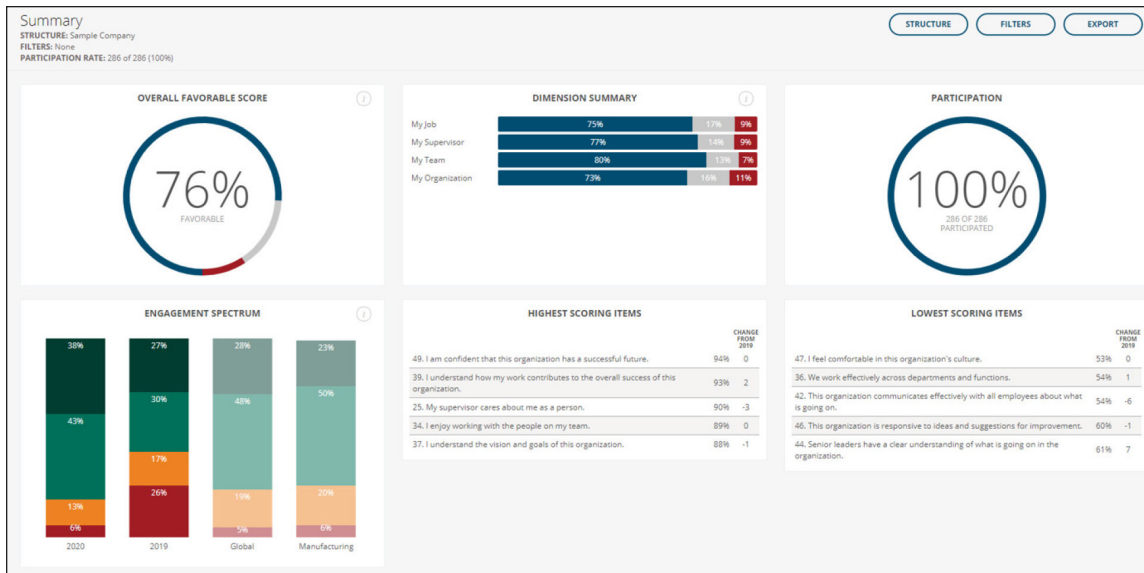 Summary
STRUCTURE: Sample Company
FILTERS: None
PARTICIPATION RATE: 286 of 286 (100%)
STRUCTURE
FILTERS
EXPORT
OVERALL FAVORABLE SCORE
i
76%
FAVORABLE
DIMENSION SUMMARY
i
My Job 75% 17% 9%
My Supervisor 77% 14% 9%
My Team 80% 13% 7%
My Organization 73% 16% 11%
PARTICIPATION
100%
286 OF 286
PARTICIPATED
ENGAGEMENT SPECTRUM
i
38%
43%
13%
6%
2020
27%
30%
17%
26%
2019
28%
48%
19%
5%
Global
23%
50%
20%
6%
Manufacturing
HIGHEST SCORING ITEMS
CHANGE
FROM
2019
49. I am confident that this organization has a successful future. 94% 0
39. I understand how my work contributes to the overall success of this
organization. 93% 2
25. My supervisor cares about me as a person. 90% -3
34. I enjoy working with the people on my team. 89% 0
37. I understand the vision and goals of this organization. 88% -1
LOWEST SCORING ITEMS
CHANGE
FROM
2019
47. I feel comfortable in this organization's culture. 53% 0
36. We work effectively across departments and functions. 54% 1
42. This organization communicates effectively with all employees about what
is going on. 54% -6
46. This organization is responsive to ideas and suggestions for improvement. 60% -1
44. Senior leaders have a clear understanding of what is going on in the
organization. 61% 7